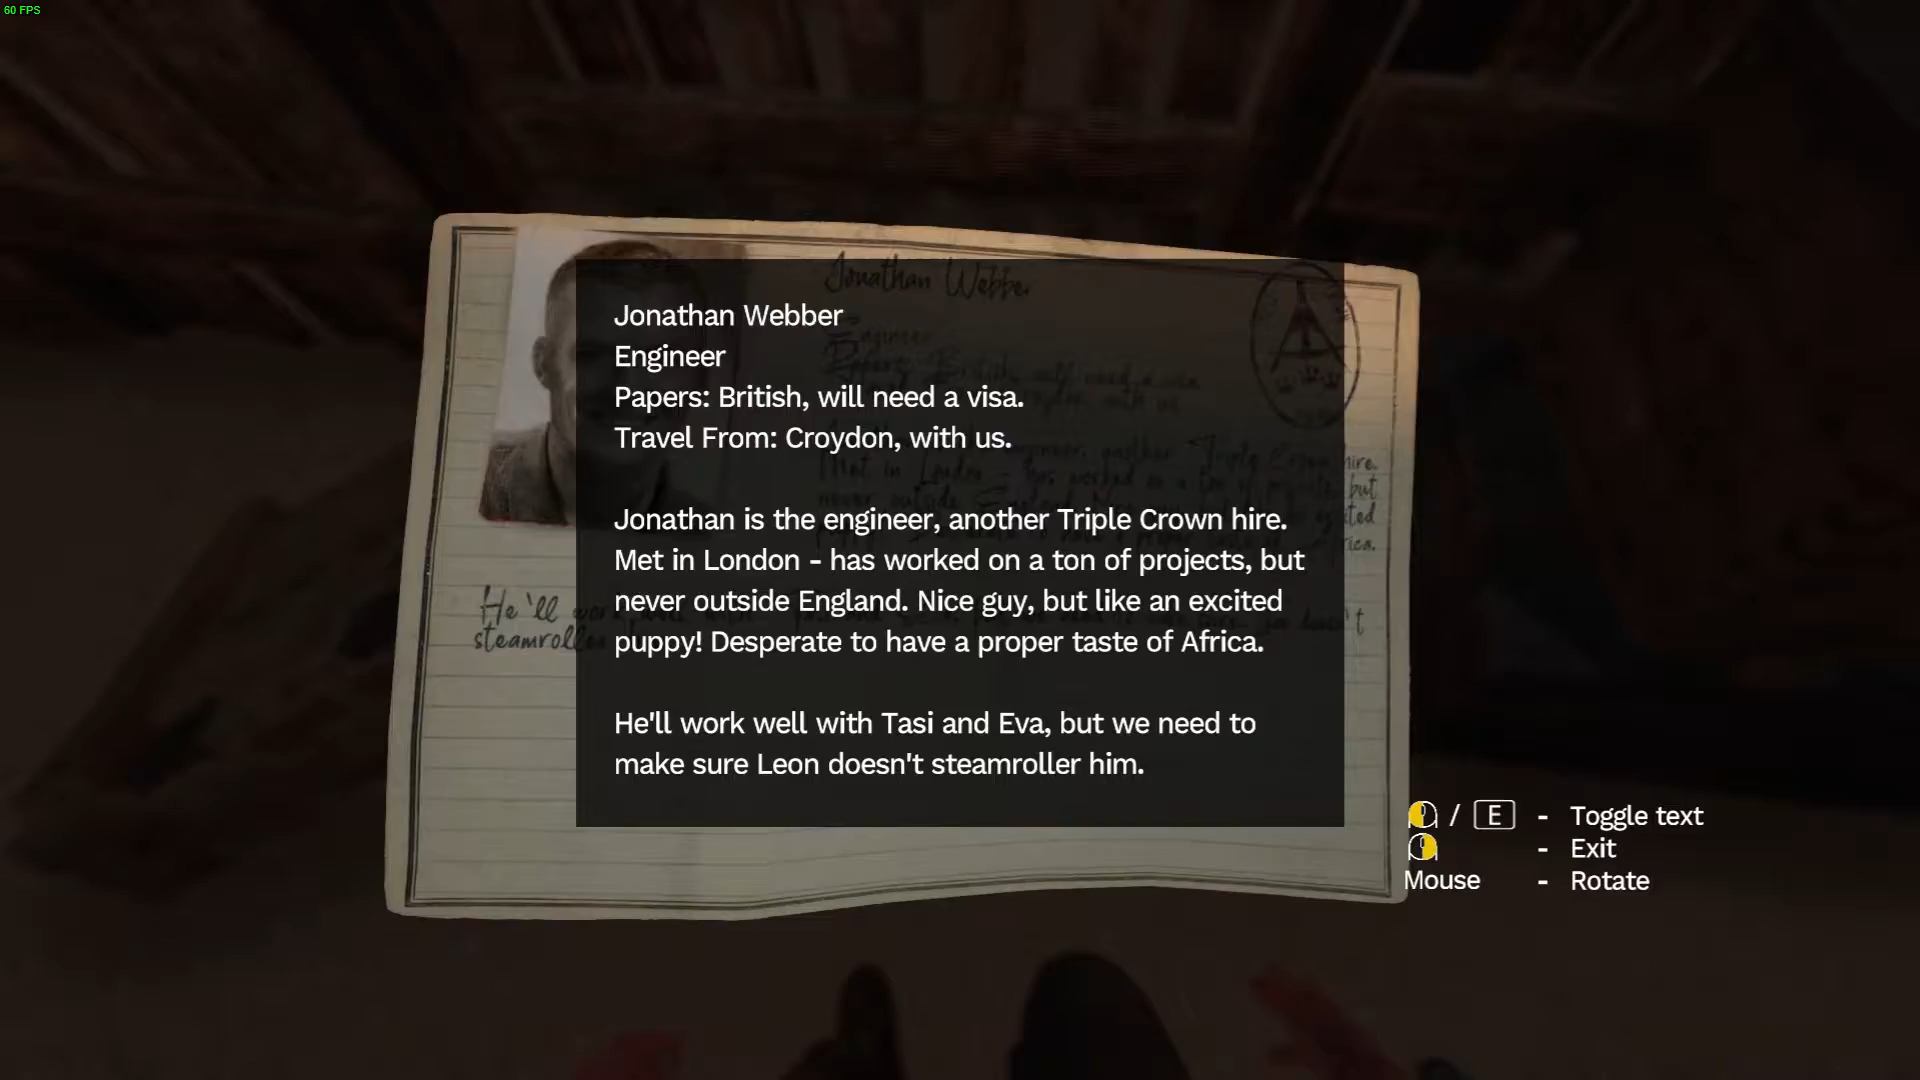 60 FPS
Jonathan Webber
Jonathan Webber
Engineer
Papers: British, will need a visa.
Travel From: Croydon, with us.
Jonathan is the engineer, another Triple Crown hire.
Met in London - has worked on a ton of projects, but
never outside England. Nice guy, but like an excited
puppy! Desperate to have a proper taste of Africa.
He'll work well with Tasi and Eva, but we need to
make sure Leon doesn't steamroller him.
He'll
steamroller
E - Toggle text
- Exit
Mouse - Rotate